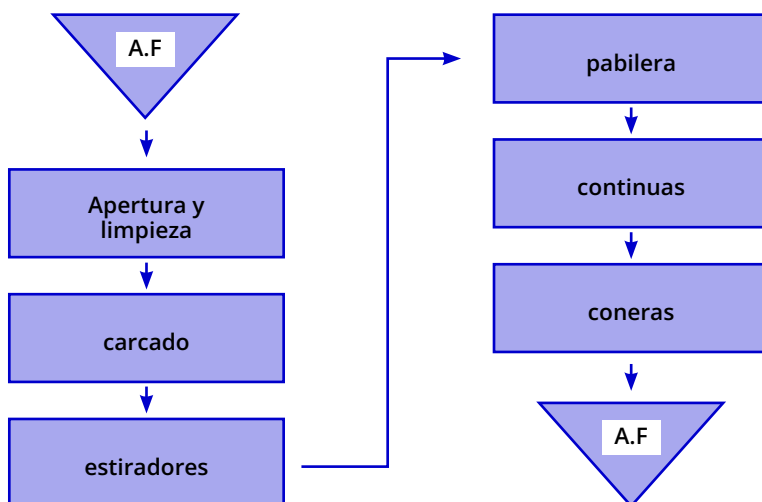 A.F
Apertura y
limpieza
carcado
estiradores
pabilera
continuas
coneras
A.F